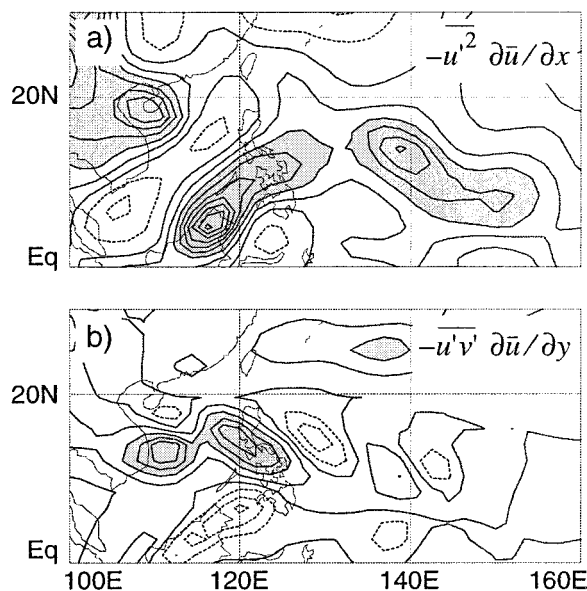 a)
$-\overline{u'^2}\ \partial\bar{u}/\partial x$
20N
Eq
b)
$-\overline{u'v'}\ \partial\bar{u}/\partial y$
20N
Eq
100E 120E 140E 160E